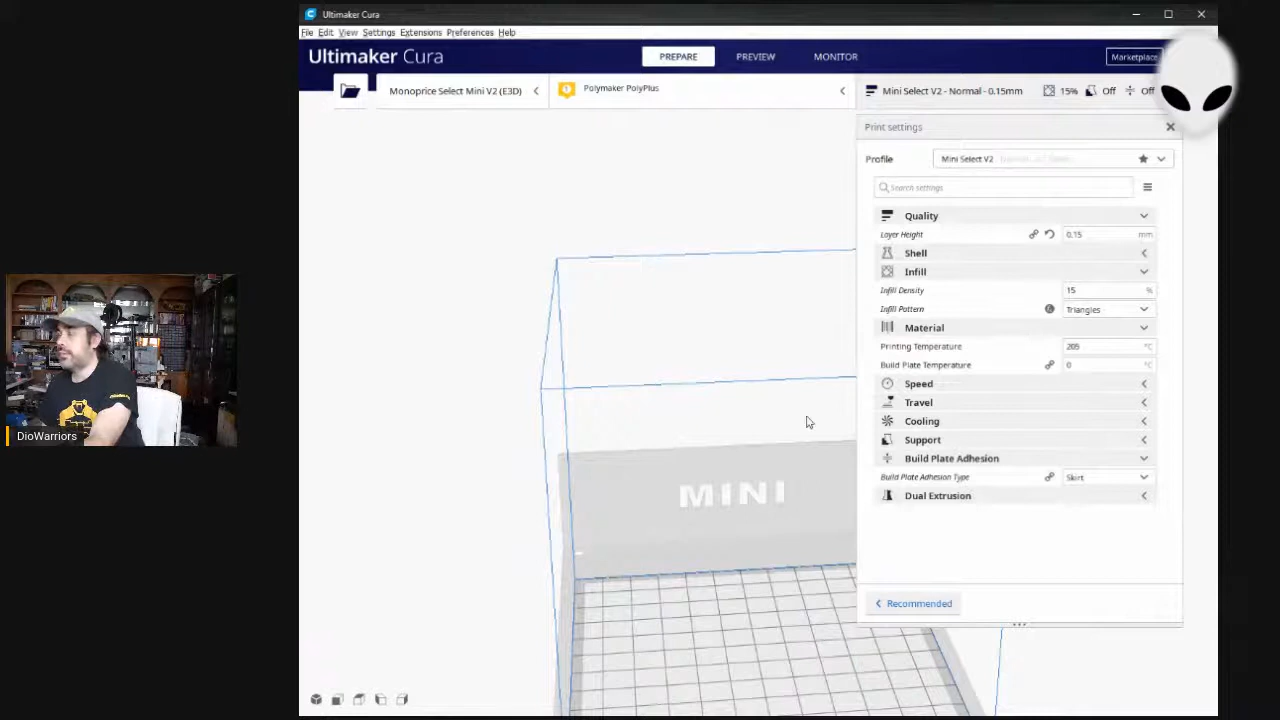 Ultimaker Cura
File Edit View Settings Extensions Preferences Help
Ultimaker Cura
PREPARE
PREVIEW
MONITOR
Marketplace
Monoprice Select Mini V2 (E3D)
Polymaker PolyPlus
Mini Select V2 - Normal - 0.15mm
15%
Off
Off
Print settings
Profile
Mini Select V2
Search settings
Quality
Layer Height
0.15
mm
Shell
Infill
Infill Density
15
%
Infill Pattern
Triangles
Material
Printing Temperature
205
°C
Build Plate Temperature
0
°C
Speed
Travel
Cooling
Support
Build Plate Adhesion
Build Plate Adhesion Type
Skirt
Dual Extrusion
Recommended
MINI
DioWarriors